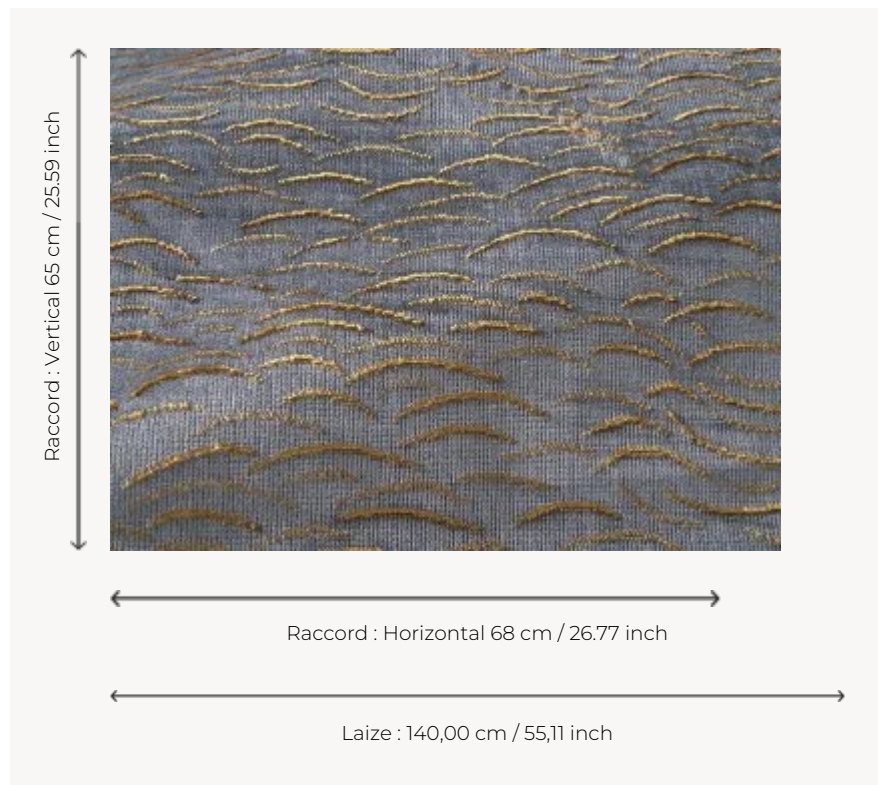 Raccord : Vertical 65 cm / 25.59 inch
Raccord : Horizontal 68 cm / 26.77 inch
Laize : 140,00 cm / 55,11 inch